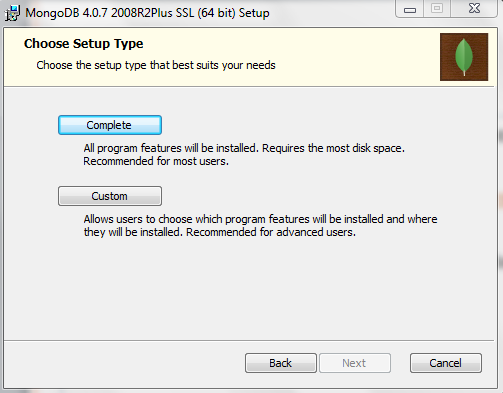 MongoDB 4.0.7 2008R2Plus SSL (64 bit) Setup
Choose Setup Type
Choose the setup type that best suits your needs
Complete
All program features will be installed. Requires the most disk space.
Recommended for most users.
Custom
Allows users to choose which program features will be installed and where
they will be installed. Recommended for advanced users.
Back
Next
Cancel